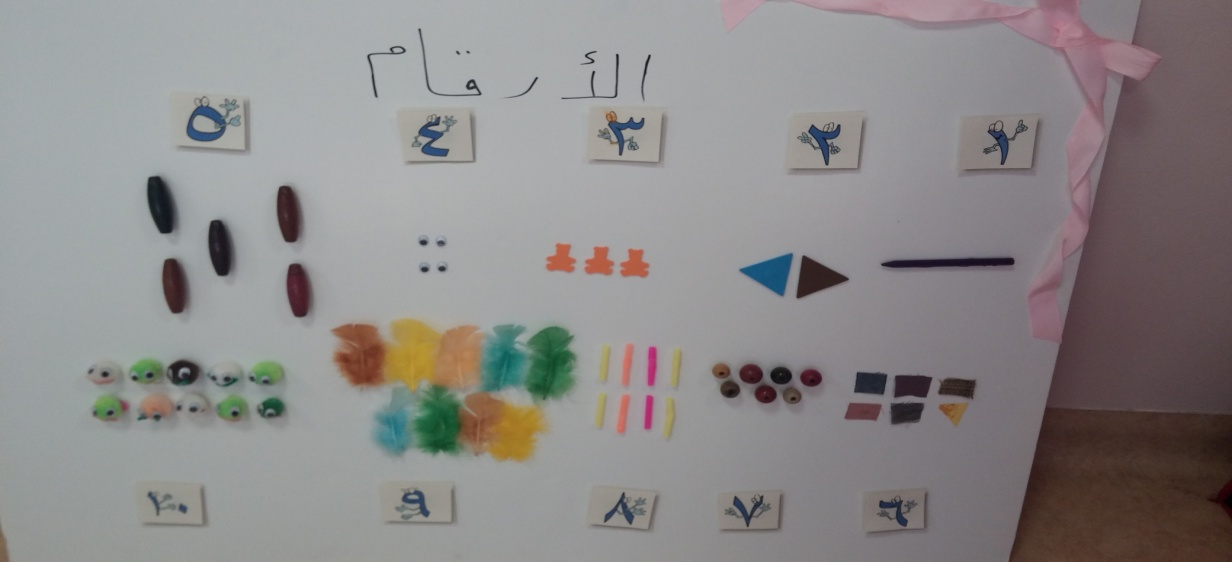 الأرقام
١ ٢ ٣ ٤ ٥
٦ ٧ ٨ ٩ ١٠